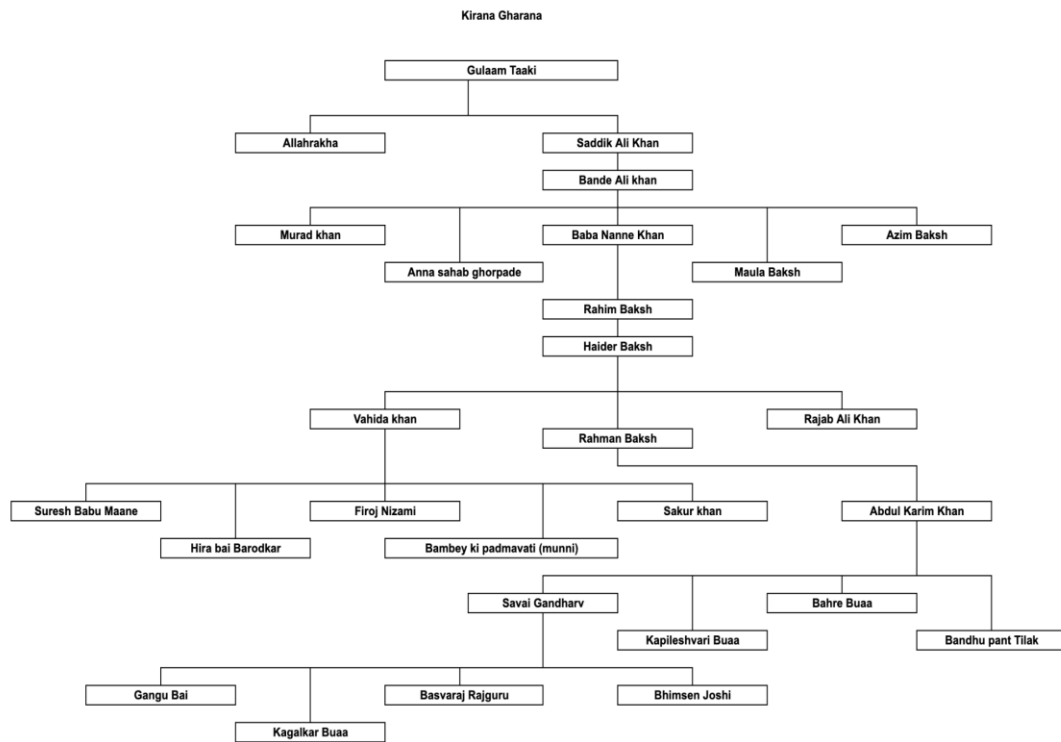 Kirana Gharana
Gulaam Taaki
Allahrakha
Saddik Ali Khan
Bande Ali khan
Murad khan
Baba Nanne Khan
Azim Baksh
Anna sahab ghorpade
Maula Baksh
Rahim Baksh
Haider Baksh
Vahida khan
Rajab Ali Khan
Rahman Baksh
Suresh Babu Maane
Firoj Nizami
Sakur khan
Abdul Karim Khan
Hira bai Barodkar
Bambey ki padmavati (munni)
Savai Gandharv
Bahre Buaa
Kapileshvari Buaa
Bandhu pant Tilak
Gangu Bai
Basvaraj Rajguru
Bhimsen Joshi
Kagalkar Buaa